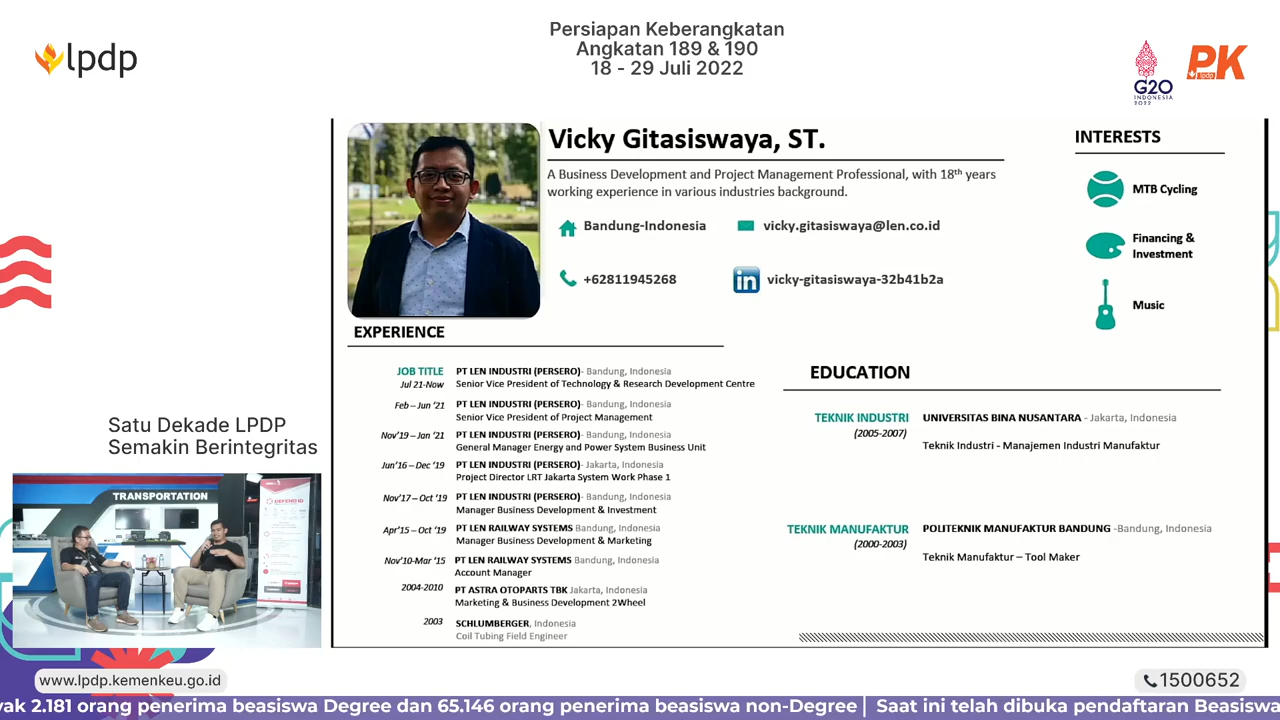 lpdp
Persiapan Keberangkatan
Angkatan 189 & 190
18 - 29 Juli 2022
G20
INDONESIA
2022
PK
lpdp
Vicky Gitasiswaya, ST.
A Business Development and Project Management Professional, with 18th years
working experience in various industries background.
Bandung-Indonesia
vicky.gitasiswaya@len.co.id
+62811945268
in
vicky-gitasiswaya-32b41b2a
INTERESTS
MTB Cycling
Financing &
Investment
Music
EXPERIENCE
JOB TITLE PT LEN INDUSTRI (PERSERO)- Bandung, Indonesia
Jul 21-Now Senior Vice President of Technology & Research Development Centre
Feb – Jun '21 PT LEN INDUSTRI (PERSERO)- Bandung, Indonesia
Senior Vice President of Project Management
Nov'19 – Jan '21 PT LEN INDUSTRI (PERSERO)- Bandung, Indonesia
General Manager Energy and Power System Business Unit
Jun'16 – Dec '19 PT LEN INDUSTRI (PERSERO)- Jakarta, Indonesia
Project Director LRT Jakarta System Work Phase 1
Nov'17 – Oct '19 PT LEN INDUSTRI (PERSERO)- Bandung, Indonesia
Manager Business Development & Investment
Apr'15 – Oct '19 PT LEN RAILWAY SYSTEMS Bandung, Indonesia
Manager Business Development & Marketing
Nov'10-Mar '15 PT LEN RAILWAY SYSTEMS Bandung, Indonesia
Account Manager
2004-2010 PT ASTRA OTOPARTS TBK Jakarta, Indonesia
Marketing & Business Development 2Wheel
2003 SCHLUMBERGER, Indonesia
Coil Tubing Field Engineer
EDUCATION
TEKNIK INDUSTRI UNIVERSITAS BINA NUSANTARA - Jakarta, Indonesia
(2005-2007)
Teknik Industri - Manajemen Industri Manufaktur
TEKNIK MANUFAKTUR POLITEKNIK MANUFAKTUR BANDUNG -Bandung, Indonesia
(2000-2003)
Teknik Manufaktur – Tool Maker
Satu Dekade LPDP
Semakin Berintegritas
TRANSPORTATION
DEFEND ID
www.lpdp.kemenkeu.go.id
1500652
yak 2.181 orang penerima beasiswa Degree dan 65.146 orang penerima beasiswa non-Degree | Saat ini telah dibuka pendaftaran Beasiswa